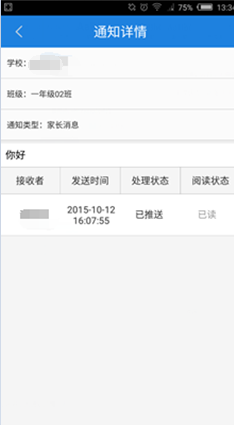 75% 13:34
通知详情
学校：
班级：一年级02班
通知类型：家长消息
你好
接收者 发送时间 处理状态 阅读状态
2015-10-12
16:07:55 已推送 已读